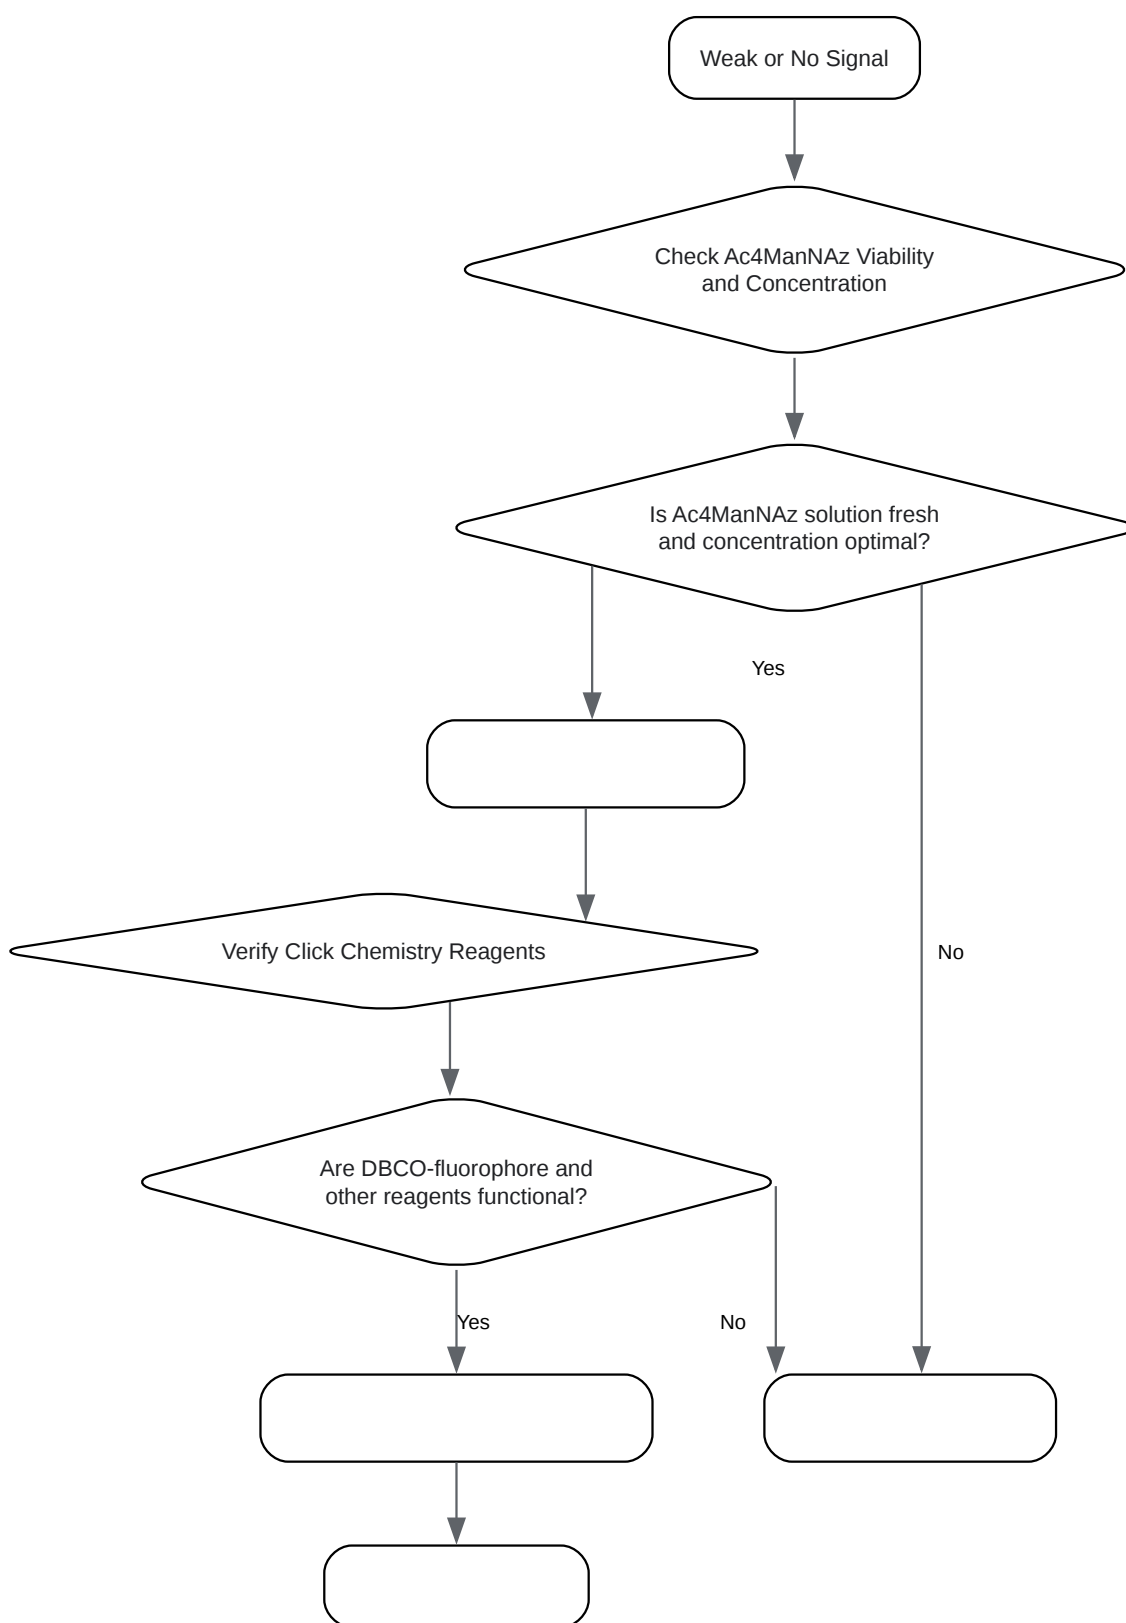 Weak or No Signal
Check Ac4ManNAz Viability
and Concentration
Is Ac4ManNAz solution fresh
and concentration optimal?
Yes
Verify Click Chemistry Reagents
No
Are DBCO-fluorophore and
other reagents functional?
Yes
No